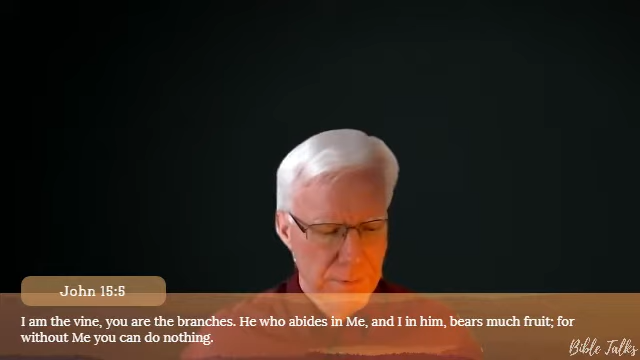 John 15:5
I am the vine, you are the branches. He who abides in Me, and I in him, bears much fruit; for
without Me you can do nothing.
Bible Talks